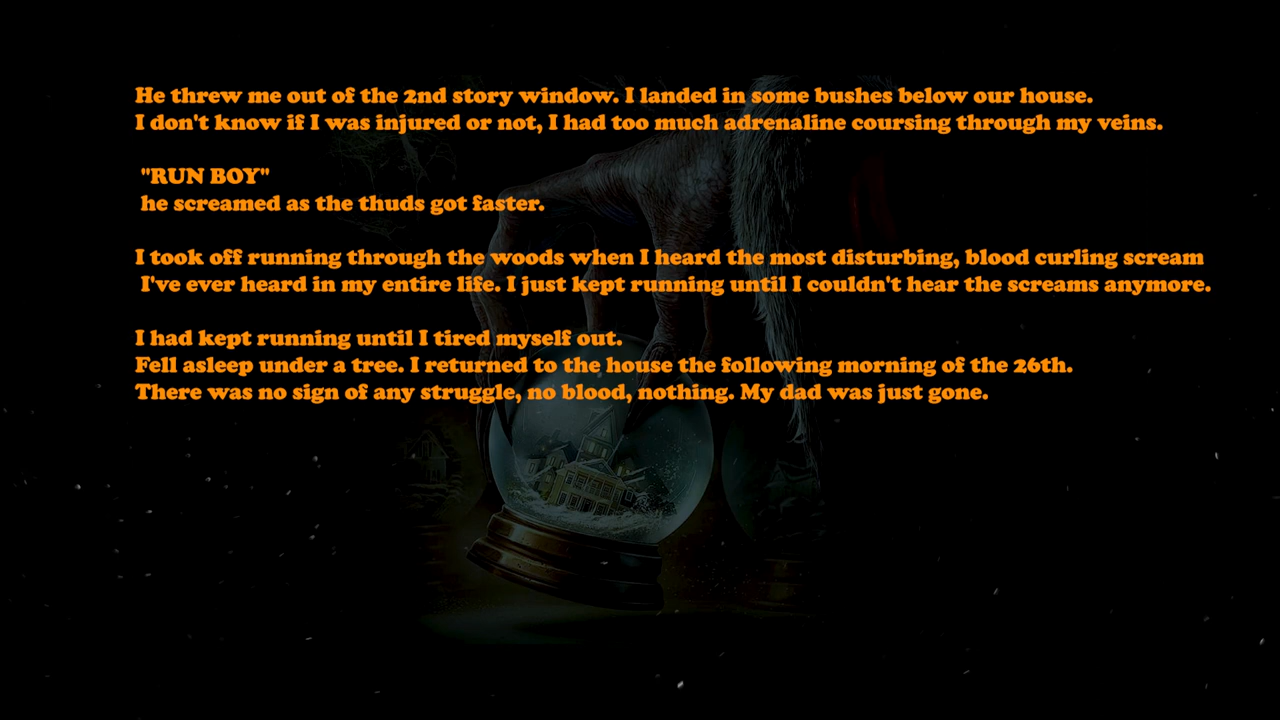 He threw me out of the 2nd story window. I landed in some bushes below our house.
I don't know if I was injured or not, I had too much adrenaline coursing through my veins.
"RUN BOY"
he screamed as the thuds got faster.
I took off running through the woods when I heard the most disturbing, blood curling scream
I've ever heard in my entire life. I just kept running until I couldn't hear the screams anymore.
I had kept running until I tired myself out.
Fell asleep under a tree. I returned to the house the following morning of the 26th.
There was no sign of any struggle, no blood, nothing. My dad was just gone.